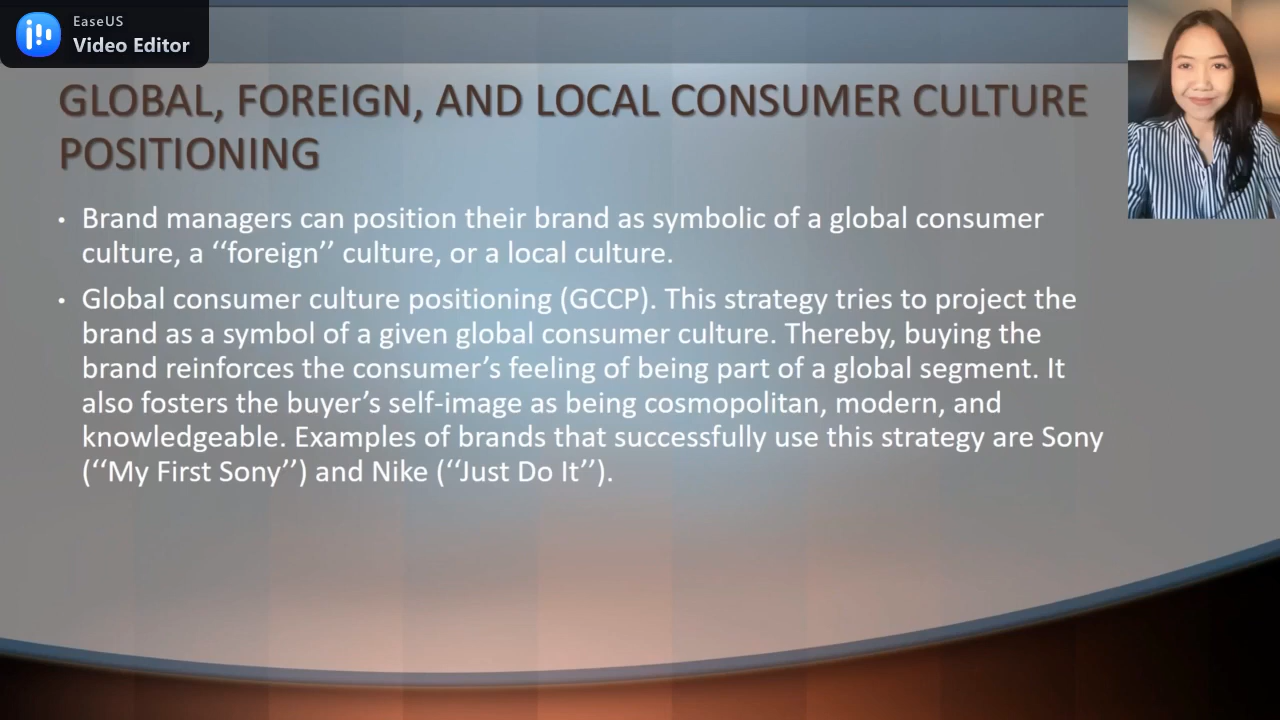 EaseUS
Video Editor
GLOBAL, FOREIGN, AND LOCAL CONSUMER CULTURE
POSITIONING
• Brand managers can position their brand as symbolic of a global consumer
culture, a ‘‘foreign’’ culture, or a local culture.
• Global consumer culture positioning (GCCP). This strategy tries to project the
brand as a symbol of a given global consumer culture. Thereby, buying the
brand reinforces the consumer’s feeling of being part of a global segment. It
also fosters the buyer’s self-image as being cosmopolitan, modern, and
knowledgeable. Examples of brands that successfully use this strategy are Sony
(‘‘My First Sony’’) and Nike (‘‘Just Do It’’).